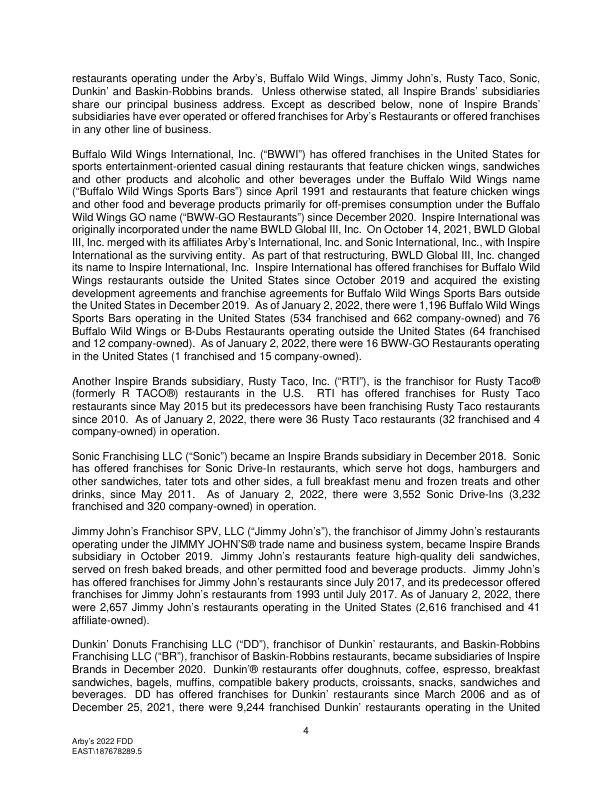 restaurants operating under the Arby’s, Buffalo Wild Wings, Jimmy John’s, Rusty Taco, Sonic,
Dunkin’ and Baskin-Robbins brands.  Unless otherwise stated, all Inspire Brands’ subsidiaries
share our principal business address. Except as described below, none of Inspire Brands’
subsidiaries have ever operated or offered franchises for Arby’s Restaurants or offered franchises
in any other line of business.

Buffalo Wild Wings International, Inc. (“BWWI”) has offered franchises in the United States for
sports entertainment-oriented casual dining restaurants that feature chicken wings, sandwiches
and other products and alcoholic and other beverages under the Buffalo Wild Wings name
(“Buffalo Wild Wings Sports Bars”) since April 1991 and restaurants that feature chicken wings
and other food and beverage products primarily for off-premises consumption under the Buffalo
Wild Wings GO name (“BWW-GO Restaurants”) since December 2020.  Inspire International was
originally incorporated under the name BWLD Global III, Inc.  On October 14, 2021, BWLD Global
III, Inc. merged with its affiliates Arby’s International, Inc. and Sonic International, Inc., with Inspire
International as the surviving entity.  As part of that restructuring, BWLD Global III, Inc. changed
its name to Inspire International, Inc.  Inspire International has offered franchises for Buffalo Wild
Wings restaurants outside the United States since October 2019 and acquired the existing
development agreements and franchise agreements for Buffalo Wild Wings Sports Bars outside
the United States in December 2019.  As of January 2, 2022, there were 1,196 Buffalo Wild Wings
Sports Bars operating in the United States (534 franchised and 662 company-owned) and 76
Buffalo Wild Wings or B-Dubs Restaurants operating outside the United States (64 franchised
and 12 company-owned).  As of January 2, 2022, there were 16 BWW-GO Restaurants operating
in the United States (1 franchised and 15 company-owned).

Another Inspire Brands subsidiary, Rusty Taco, Inc. (“RTI”), is the franchisor for Rusty Taco®
(formerly R TACO®) restaurants in the U.S.  RTI has offered franchises for Rusty Taco
restaurants since May 2015 but its predecessors have been franchising Rusty Taco restaurants
since 2010.  As of January 2, 2022, there were 36 Rusty Taco restaurants (32 franchised and 4
company-owned) in operation.

Sonic Franchising LLC (“Sonic”) became an Inspire Brands subsidiary in December 2018.  Sonic
has offered franchises for Sonic Drive-In restaurants, which serve hot dogs, hamburgers and
other sandwiches, tater tots and other sides, a full breakfast menu and frozen treats and other
drinks, since May 2011.  As of January 2, 2022, there were 3,552 Sonic Drive-Ins (3,232
franchised and 320 company-owned) in operation.

Jimmy John’s Franchisor SPV, LLC (“Jimmy John’s”), the franchisor of Jimmy John’s restaurants
operating under the JIMMY JOHN’S® trade name and business system, became Inspire Brands
subsidiary in October 2019.  Jimmy John’s restaurants feature high-quality deli sandwiches,
served on fresh baked breads, and other permitted food and beverage products.  Jimmy John’s
has offered franchises for Jimmy John’s restaurants since July 2017, and its predecessor offered
franchises for Jimmy John’s restaurants from 1993 until July 2017. As of January 2, 2022, there
were 2,657 Jimmy John’s restaurants operating in the United States (2,616 franchised and 41
affiliate-owned).

Dunkin’ Donuts Franchising LLC (“DD”), franchisor of Dunkin’ restaurants, and Baskin-Robbins
Franchising LLC (“BR”), franchisor of Baskin-Robbins restaurants, became subsidiaries of Inspire
Brands in December 2020.  Dunkin’® restaurants offer doughnuts, coffee, espresso, breakfast
sandwiches, bagels, muffins, compatible bakery products, croissants, snacks, sandwiches and
beverages.  DD has offered franchises for Dunkin’ restaurants since March 2006 and as of
December 25, 2021, there were 9,244 franchised Dunkin’ restaurants operating in the United

4
Arby’s 2022 FDD
EAST\187678289.5